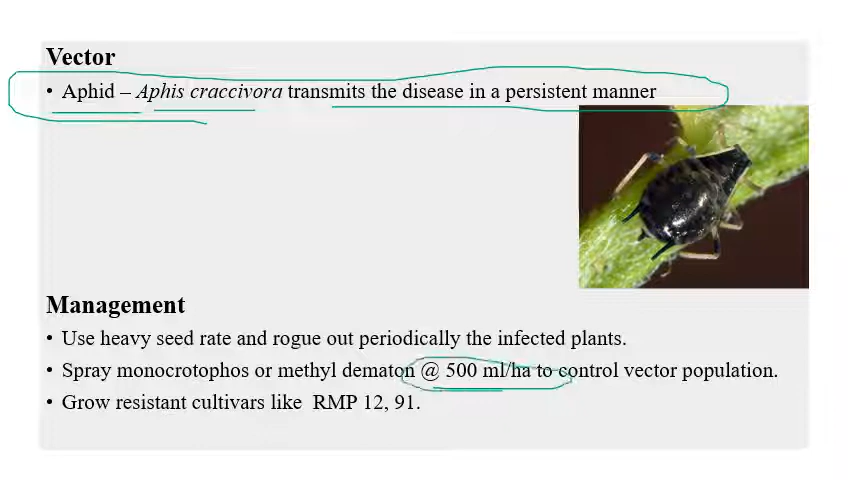 Vector
• Aphid – Aphis craccivora transmits the disease in a persistent manner
Management
• Use heavy seed rate and rogue out periodically the infected plants.
• Spray monocrotophos or methyl dematon @ 500 ml/ha to control vector population.
• Grow resistant cultivars like RMP 12, 91.